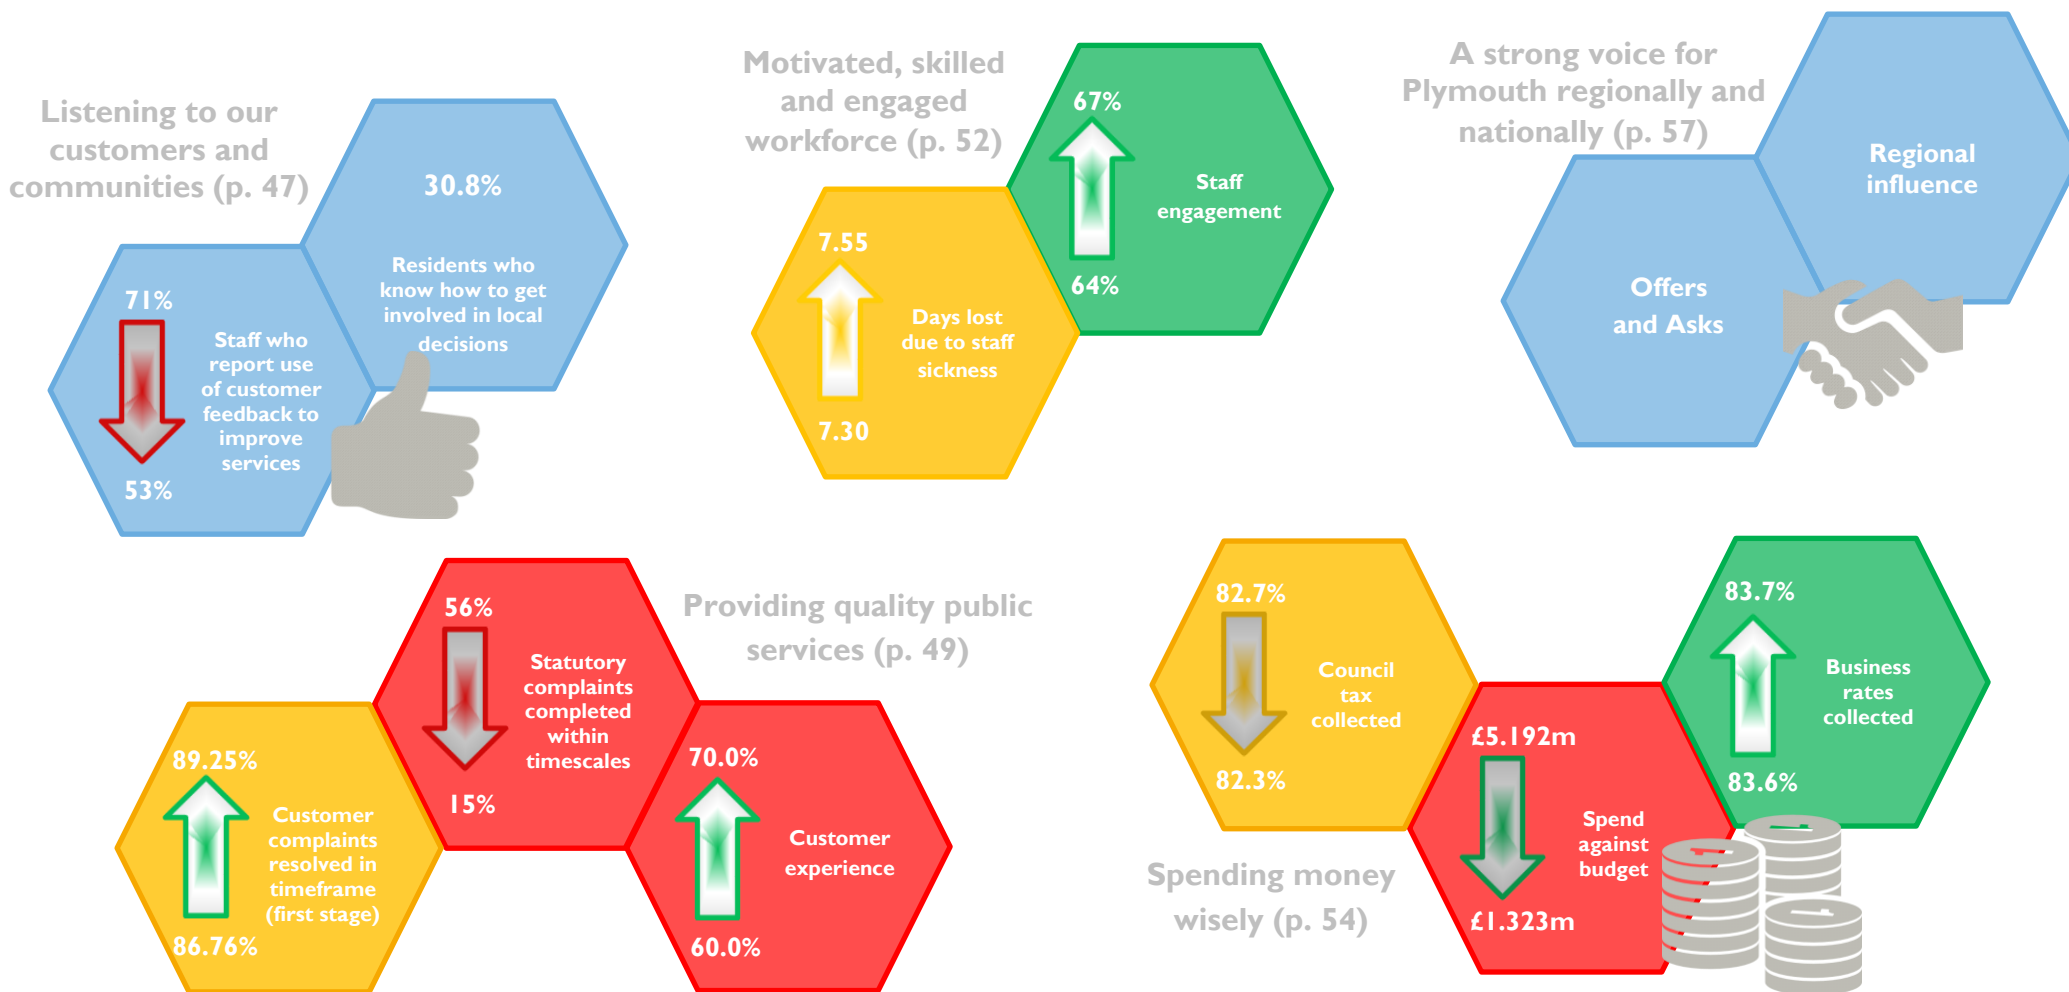 Listening to our
customers and
communities (p. 47)
30.8%
Residents who
know how to get
involved in local
decisions
71%
Staff who
report use
of customer
feedback to
improve
services
53%
Motivated, skilled
and engaged
workforce (p. 52)
67%
Staff
engagement
64%
7.55
Days lost
due to staff
sickness
7.30
A strong voice for
Plymouth regionally and
nationally (p. 57)
Regional
influence
Offers
and Asks
Providing quality public
services (p. 49)
56%
Statutory
complaints
completed
within
timescales
15%
89.25%
Customer
complaints
resolved in
timeframe
(first stage)
86.76%
70.0%
Customer
experience
60.0%
Spending money
wisely (p. 54)
82.7%
Council
tax
collected
82.3%
£5.192m
Spend
against
budget
£1.323m
83.7%
Business
rates
collected
83.6%